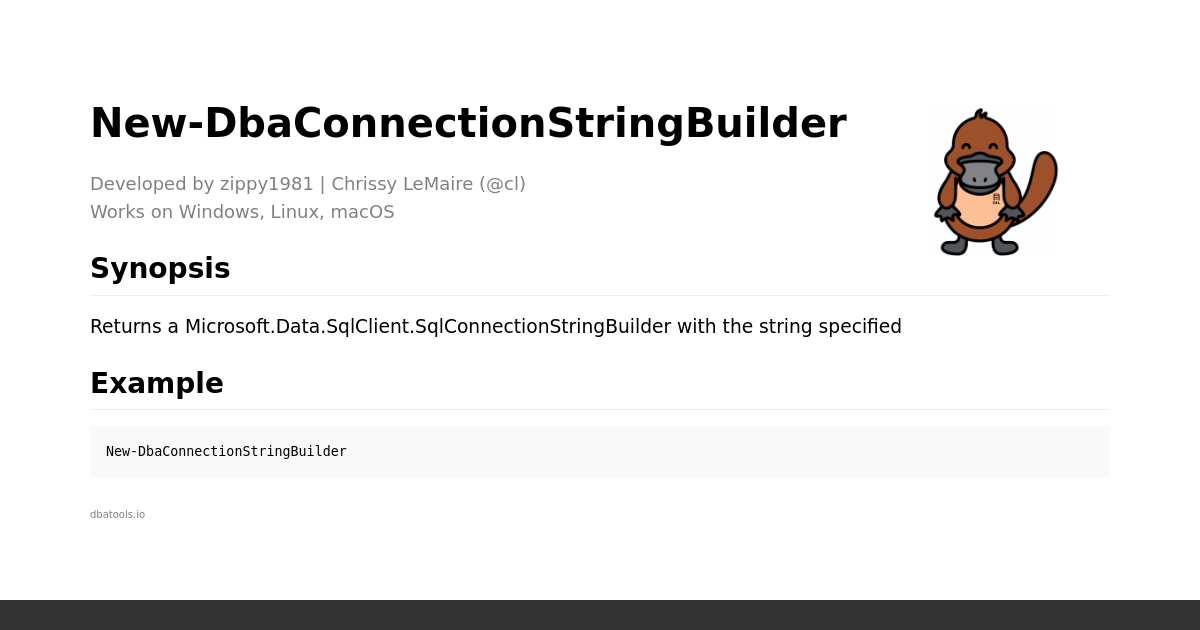 New-DbaConnectionStringBuilder
Developed by zippy1981 | Chrissy LeMaire (@cl)
Works on Windows, Linux, macOS
Synopsis
Returns a Microsoft.Data.SqlClient.SqlConnectionStringBuilder with the string specified
Example
New-DbaConnectionStringBuilder
dbatools.io